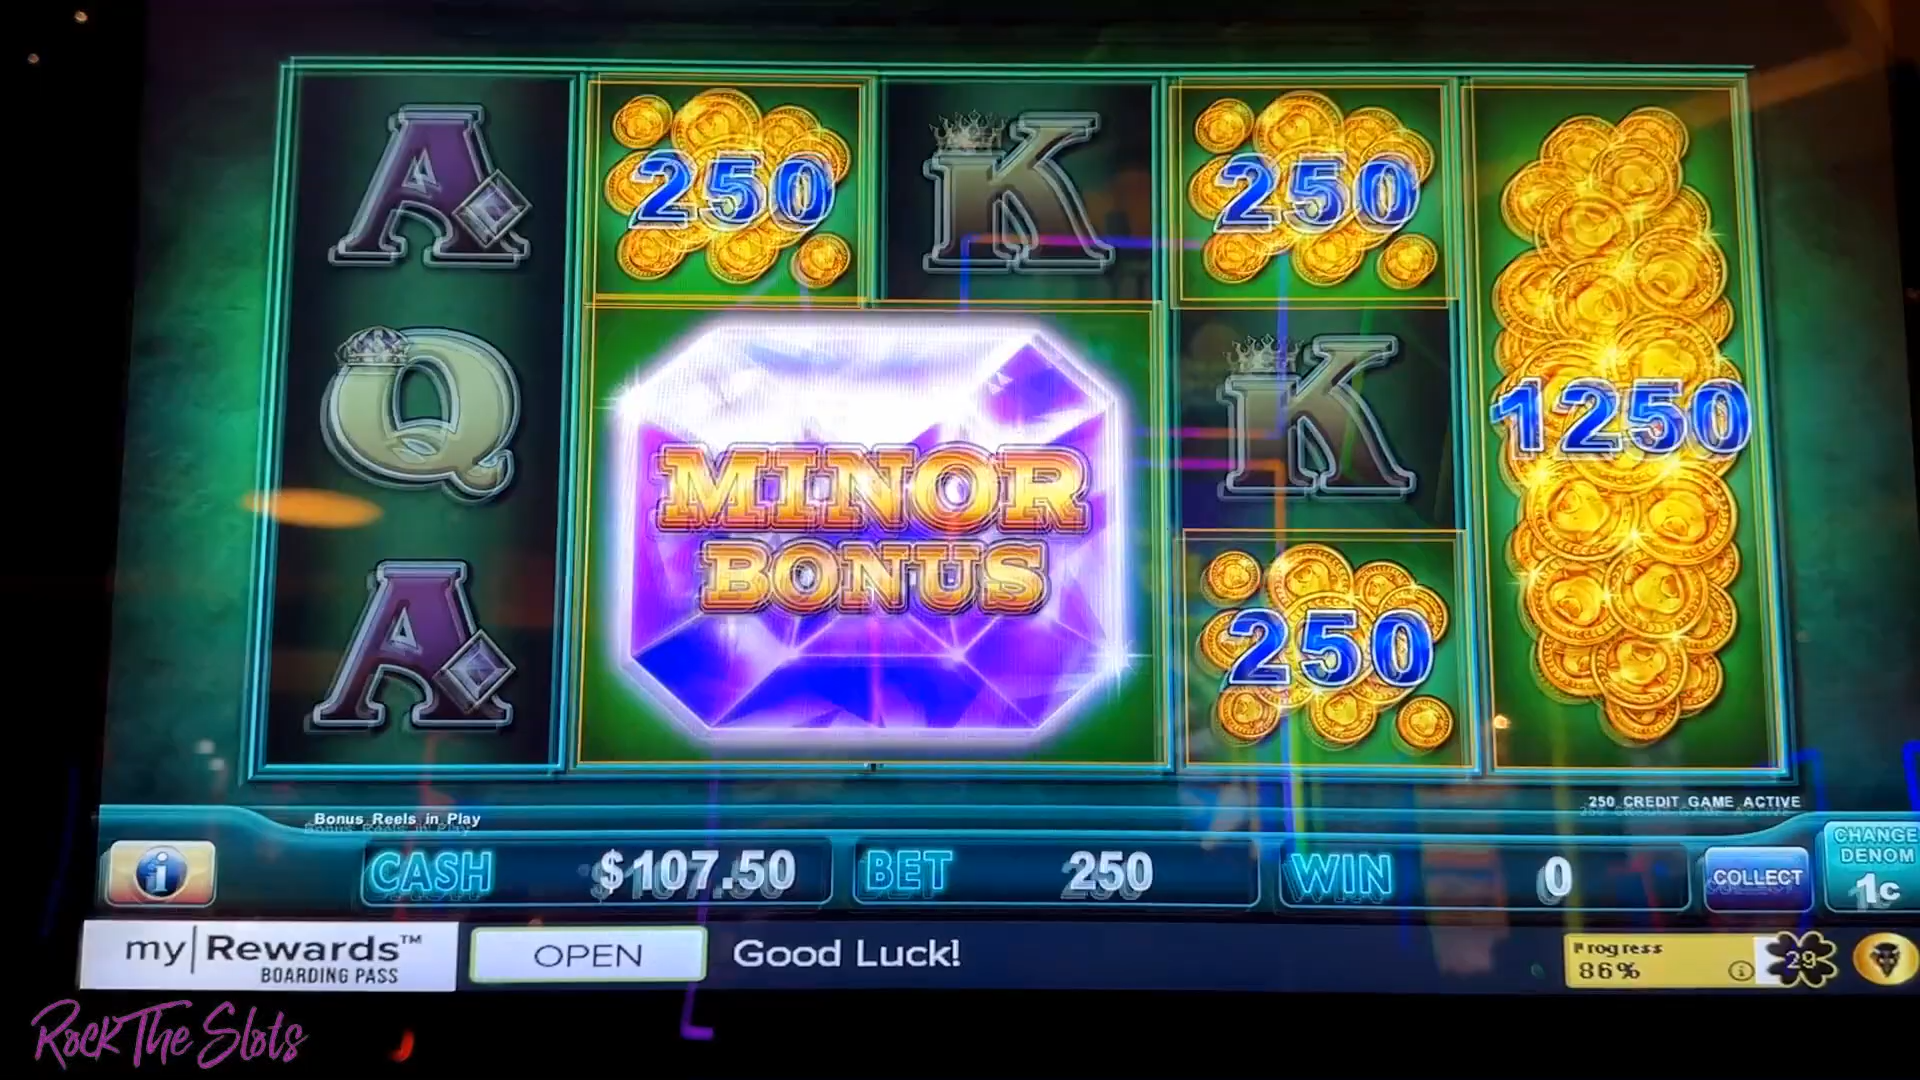 A
250
K
250
Q
MINOR
BONUS
K
1250
A
250
250 CREDIT GAME ACTIVE
Bonus Reels in Play
CASH $107.50
BET 250
WIN 0
COLLECT
CHANGE
DENOM
1c
my|Rewards™
BOARDING PASS
OPEN
Good Luck!
Progress
86%
29
Rock The Slots